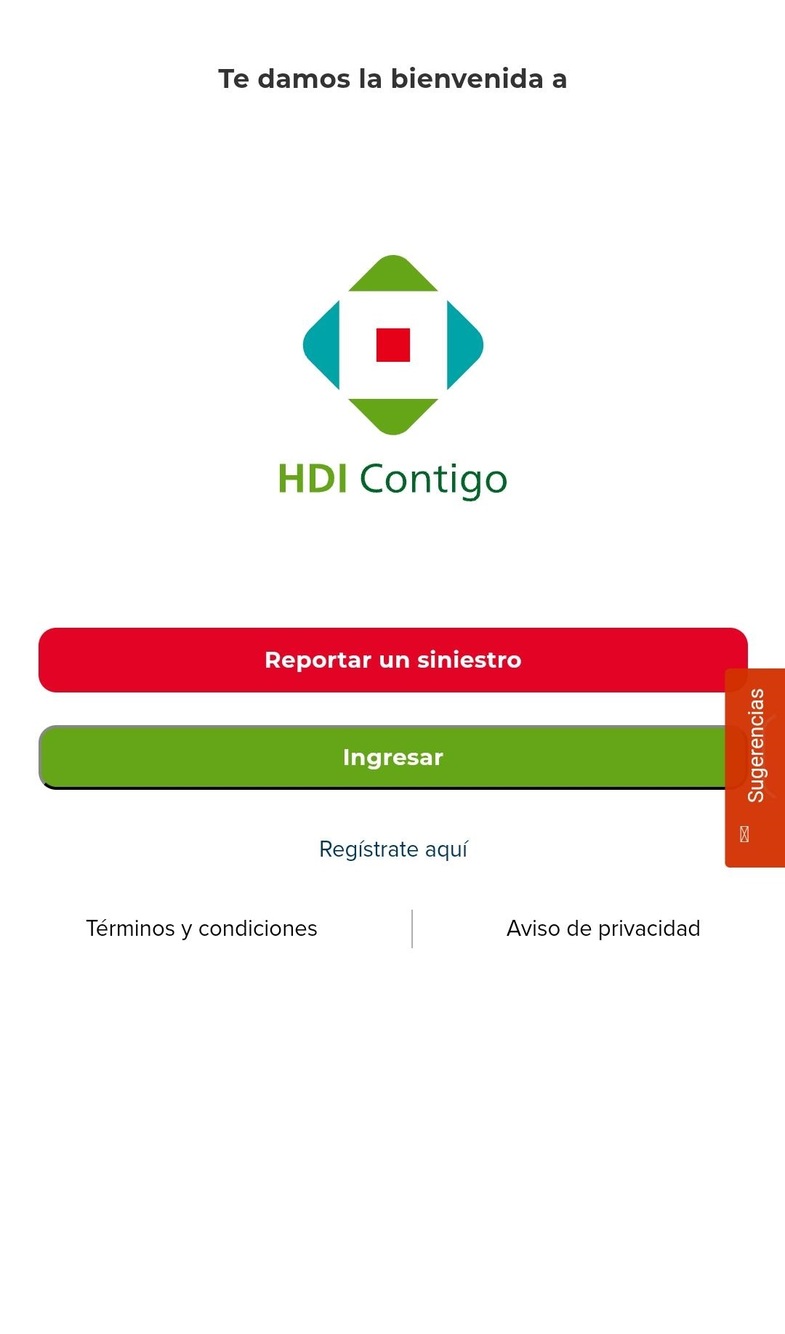 Te damos la bienvenida a
HDI Contigo
Reportar un siniestro
Ingresar
Sugerencias
Regístrate aquí
Términos y condiciones
Aviso de privacidad